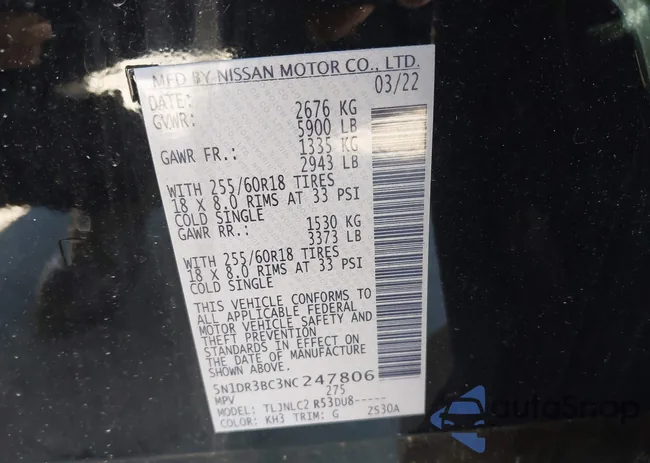 MFD BY NISSAN MOTOR CO., LTD.
DATE: 03/22
GVWR: 2676 KG
5900 LB
GAWR FR.: 1335 KG
2943 LB
WITH 255/60R18 TIRES
18 X 8.0 RIMS AT 33 PSI
COLD SINGLE
GAWR RR.: 1530 KG
3373 LB
WITH 255/60R18 TIRES
18 X 8.0 RIMS AT 33 PSI
COLD SINGLE
THIS VEHICLE CONFORMS TO
ALL APPLICABLE FEDERAL
MOTOR VEHICLE SAFETY AND
THEFT PREVENTION
STANDARDS IN EFFECT ON
THE DATE OF MANUFACTURE
SHOWN ABOVE.
5N1DR3BC3NC247806
MPV 275
MODEL: TLJNLC2 R53DU8-----
COLOR: KH3 TRIM: G ZS30A
autoSnap